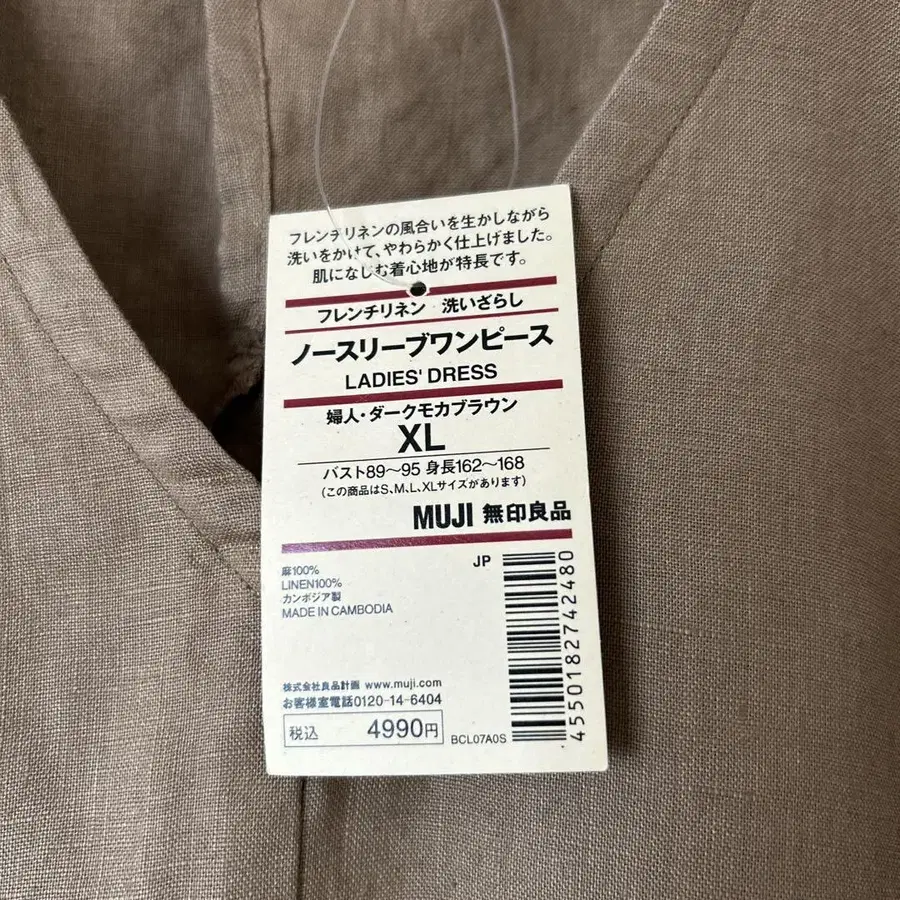 フレンチリネンの風合いを生かしながら
洗いをかけて、やわらかく仕上げました。
肌になじむ着心地が特長です。
フレンチリネン 洗いざらし
ノースリーブワンピース
LADIES' DRESS
婦人・ダークモカブラウン
XL
バスト89〜95 身長162〜168
(この商品はS、M、L、XLサイズがあります)
MUJI 無印良品
JP
麻100%
LINEN100%
カンボジア製
MADE IN CAMBODIA
株式会社良品計画 www.muji.com
お客様室電話0120-14-6404
税込 4990円
BCL07A0S
4550182742480